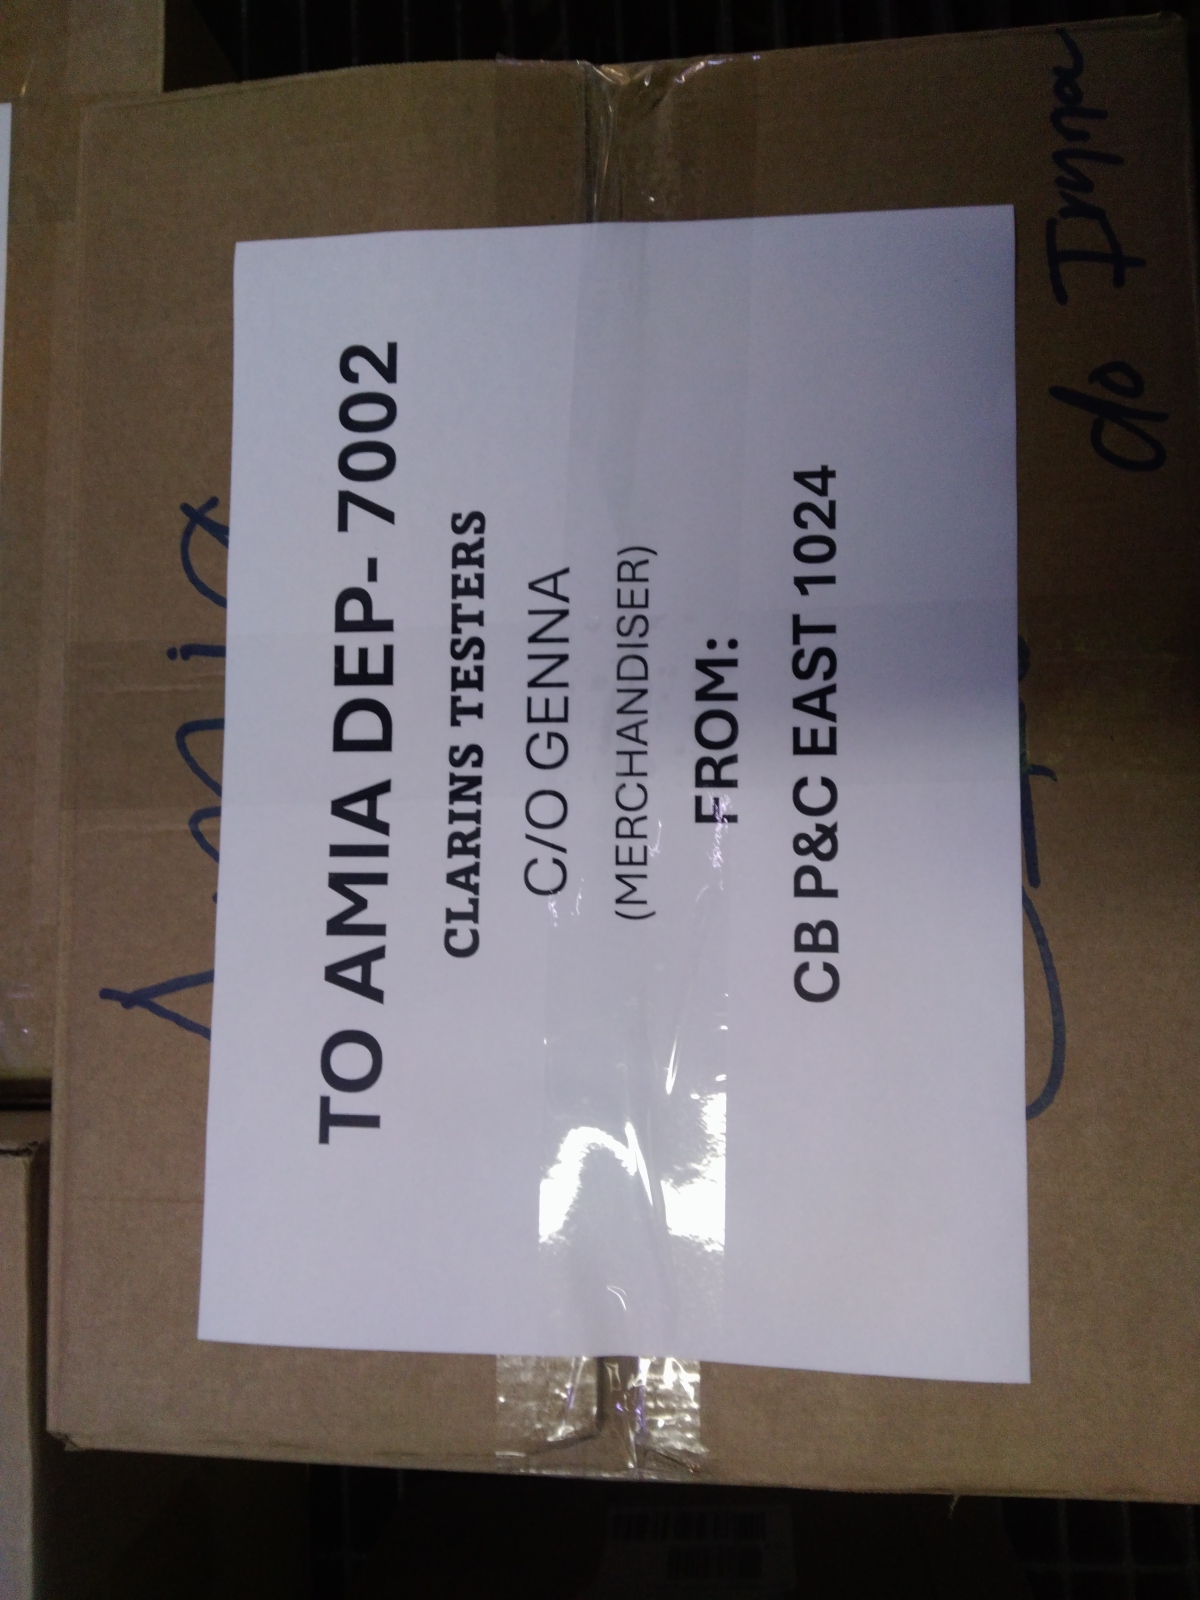 TO AMIA DEP- 7002
CLARINS TESTERS
C/O GENNA
(MERCHANDISER)
FROM:
CB P&C EAST 1024